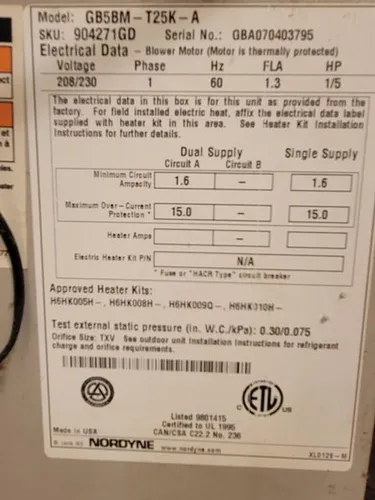 Model: GB5BM-T25K-A
SKU: 904271GD Serial No.: GBA070403795
Electrical Data - Blower Motor (Motor is thermally protected)
Voltage Phase Hz FLA HP
208/230 1 60 1.3 1/5
The electrical data in this box is for this unit as provided from the
factory. For field installed electric heat, affix the electrical data label
supplied with heater kit in this area. See Heater Kit Installation
Instructions for further details.
Dual Supply Single Supply
Circuit A Circuit B
Minimum Circuit
Ampacity 1.6 - 1.6
Maximum Over-Current
Protection * 15.0 - 15.0
Heater Amps -
Electric Heater Kit P/N N/A
* Fuse or "HACR Type" circuit breaker
Approved Heater Kits:
H6HK005H-, H6HK008H-, H6HK009Q-, H6HK010H-
Test external static pressure (in. W.C./kPa): 0.30/0.075
Orifice Size: TXV See outdoor unit Installation Instructions for refrigerant
charge and orifice requirements.
ETL
US
Listed 9801415
Certified to UL 1995
CAN/CSA C22.2 No. 236
Made in USA
NORDYNE
www.nordyne.com
XL0129-M